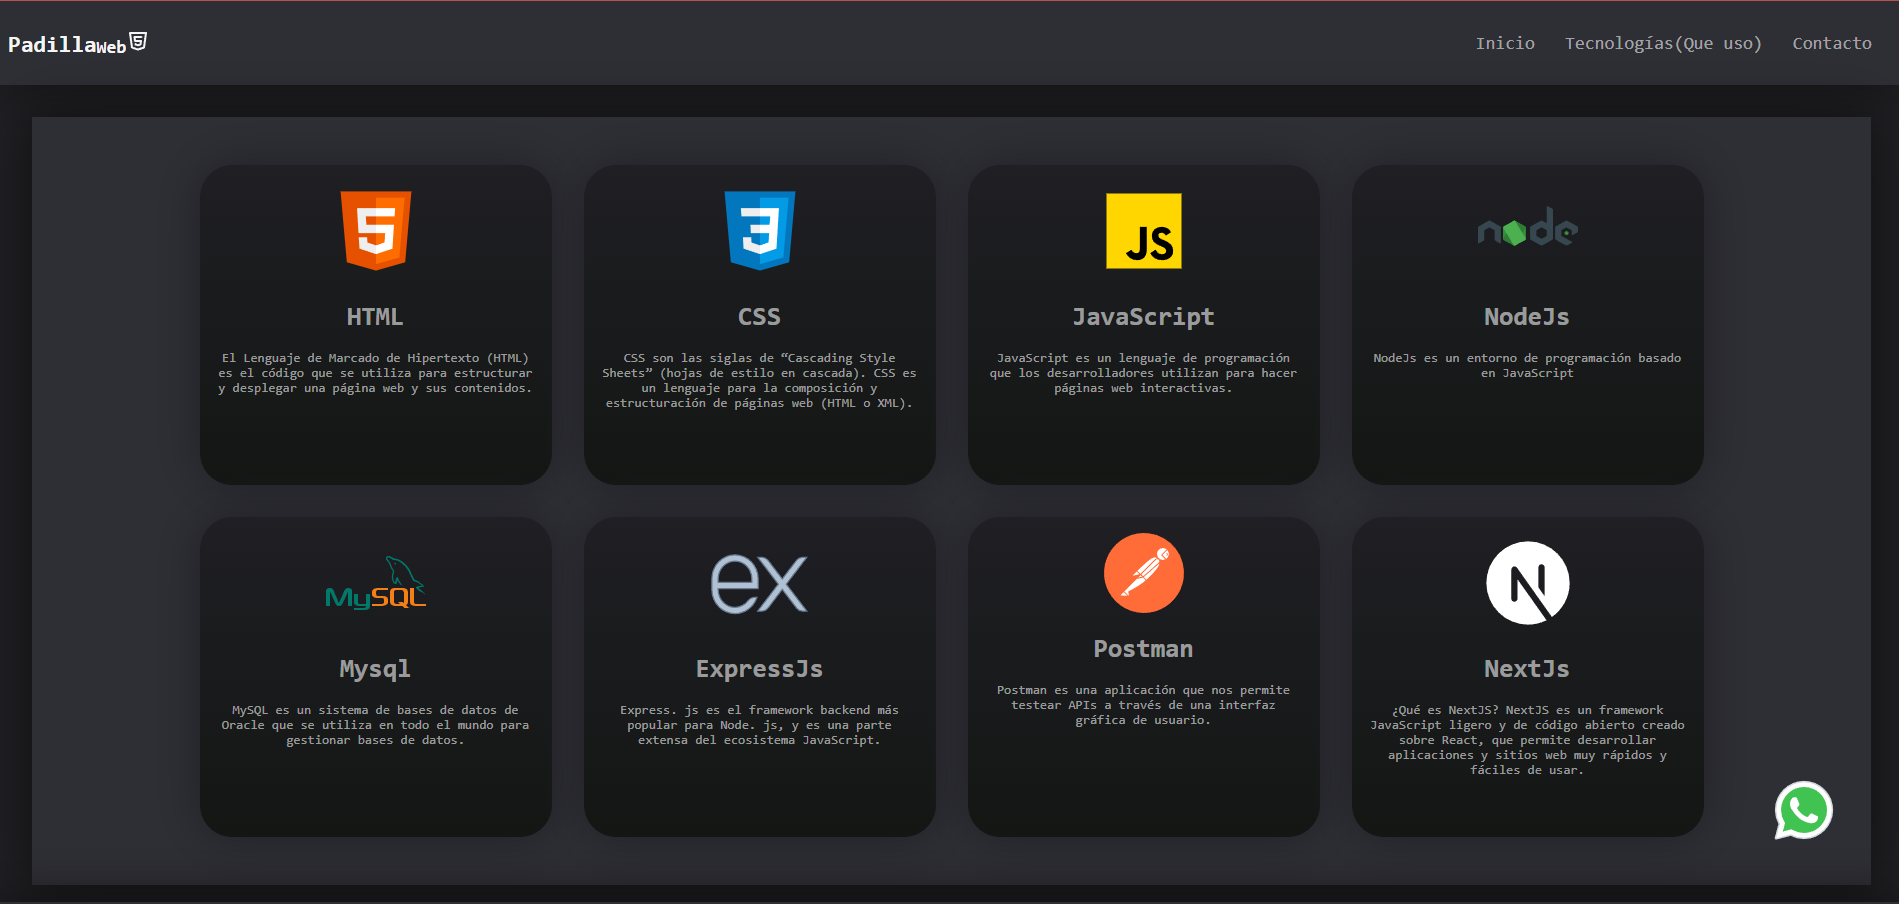 PadillaWeb 5
Inicio Tecnologías(Que uso) Contacto
5
3
JS
node
HTML
CSS
JavaScript
NodeJs
El Lenguaje de Marcado de Hipertexto (HTML)
es el código que se utiliza para estructurar
y desplegar una página web y sus contenidos.
CSS son las siglas de “Cascading Style
Sheets” (hojas de estilo en cascada). CSS es
un lenguaje para la composición y
estructuración de páginas web (HTML o XML).
JavaScript es un lenguaje de programación
que los desarrolladores utilizan para hacer
páginas web interactivas.
NodeJs es un entorno de programación basado
en JavaScript
MySQL
ex
N
Mysql
ExpressJs
Postman
NextJs
MySQL es un sistema de bases de datos de
Oracle que se utiliza en todo el mundo para
gestionar bases de datos.
Express. js es el framework backend más
popular para Node. js, y es una parte
extensa del ecosistema JavaScript.
Postman es una aplicación que nos permite
testear APIs a través de una interfaz
gráfica de usuario.
¿Qué es NextJS? NextJS es un framework
JavaScript ligero y de código abierto creado
sobre React, que permite desarrollar
aplicaciones y sitios web muy rápidos y
fáciles de usar.